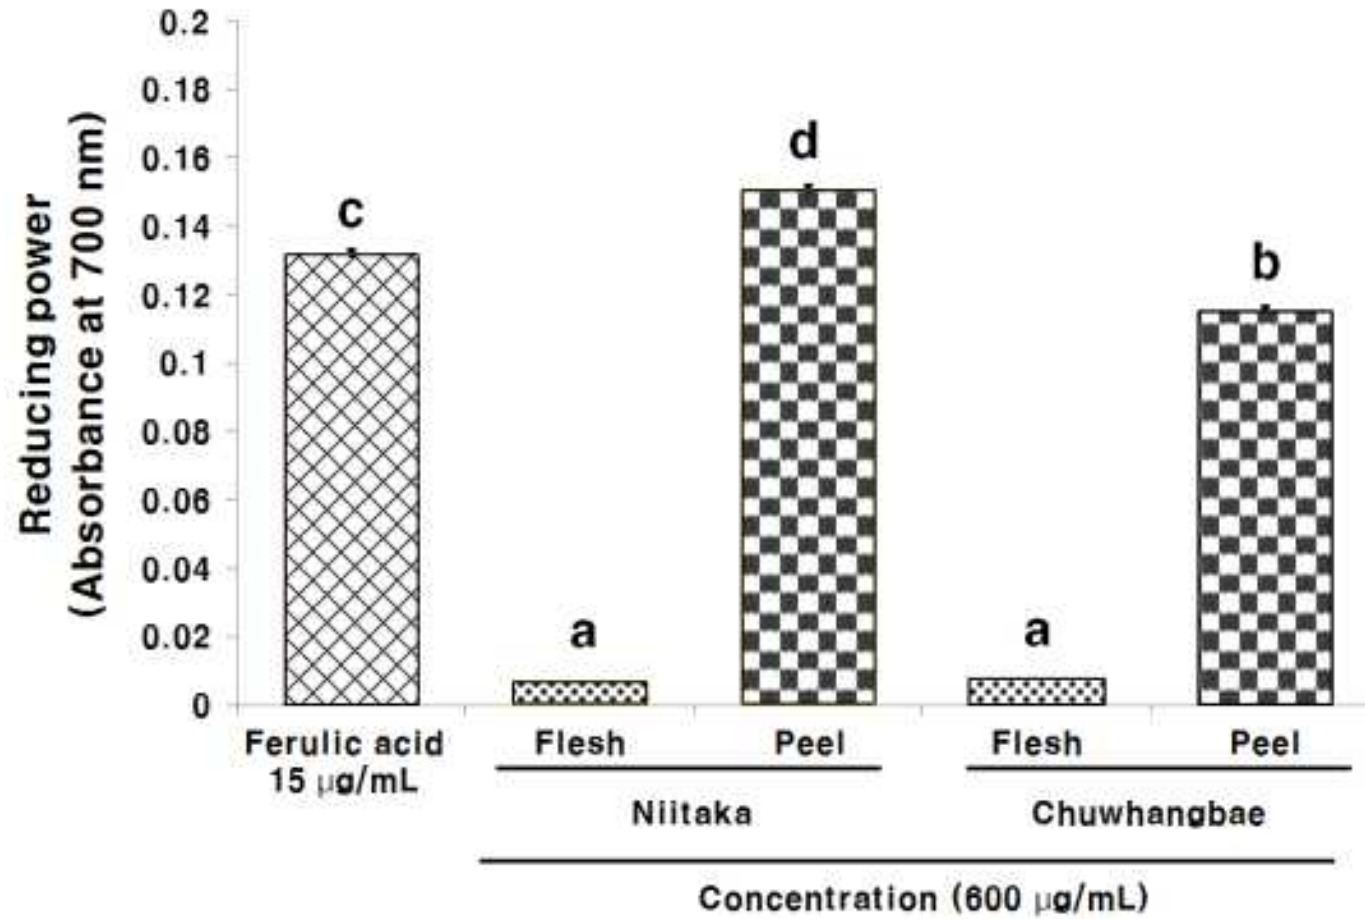 Reducing power
(Absorbance at 700 nm)
0.2
0.18
0.16
0.14
0.12
0.1
0.08
0.06
0.04
0.02
0
c
a
d
a
b
Ferulic acid
15 μg/mL
Flesh
Peel
Flesh
Peel
Niitaka
Chuwhangbae
Concentration (600 μg/mL)